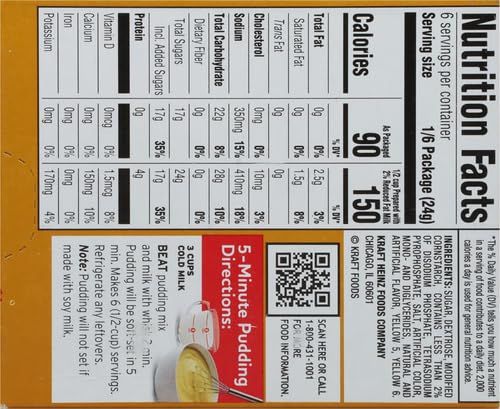 Nutrition Facts
6 servings per container
Serving size 1/6 Package (24g)
As Packaged
1/2 cup Prepared with
2% Reduced Fat Milk
Calories 90 150
% DV* % DV*
Total Fat 0g 0% 2.5g 3%
Saturated Fat 0g 0% 1.5g 8%
Trans Fat 0g 0g
Cholesterol 0mg 0% 10mg 3%
Sodium 350mg 15% 410mg 18%
Total Carbohydrate 22g 8% 28g 10%
Dietary Fiber 0g 0% 0g 0%
Total Sugars 17g 24g
Incl. Added Sugars 17g 35% 17g 35%
Protein 0g 4g
Vitamin D 0mcg 0% 1.5mcg 8%
Calcium 0mg 0% 150mg 10%
Iron 0mg 0% 0mg 0%
Potassium 0mg 0% 170mg 4%
*The % Daily Value (DV) tells you how much a nutrient
in a serving of food contributes to a daily diet. 2,000
calories a day is used for general nutrition advice.
INGREDIENTS: SUGAR, DEXTROSE, MODIFIED
CORNSTARCH, CONTAINS LESS THAN 2%
OF DISODIUM PHOSPHATE, TETRASODIUM
PYROPHOSPHATE, SALT, ARTIFICIAL COLOR,
MONO- AND DIGLYCERIDES, NATURAL AND
ARTIFICIAL FLAVOR, YELLOW 5, YELLOW 6.
KRAFT HEINZ FOODS COMPANY
CHICAGO, IL 60601
© KRAFT FOODS
SCAN HERE OR CALL
1-800-431-1001
FOR MORE
FOOD INFORMATION.
5-Minute Pudding
Directions:
3 CUPS
COLD MILK
BEAT pudding mix
and milk with whisk 2 min.
Pudding will be soft-set in 5
min. Makes 6 (1/2-cup) servings.
Refrigerate any leftovers.
Note: Pudding will not set if
made with soy milk.